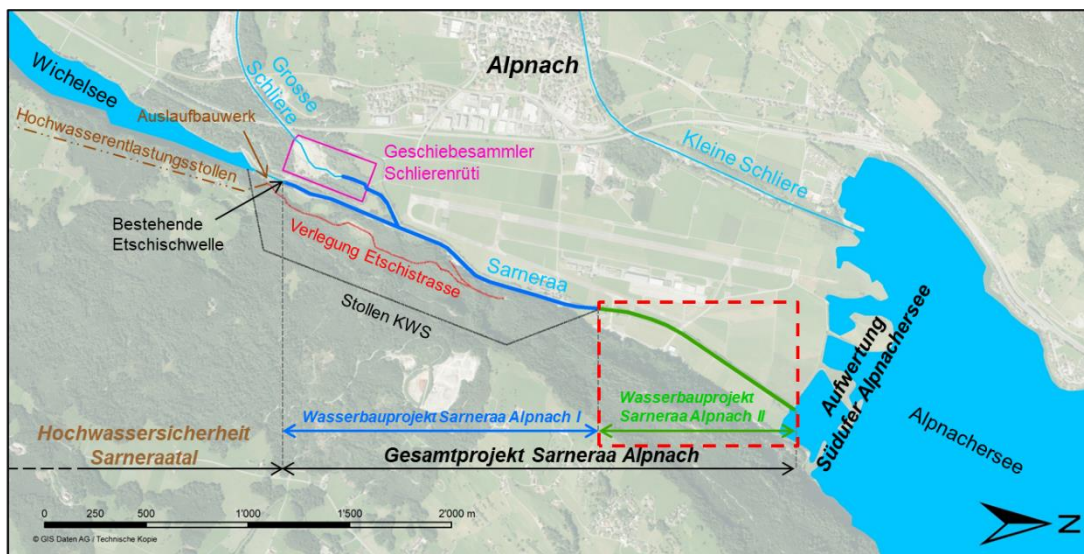 Wichelsee
Grosse
Schliere
Alpnach
Auslaufbauwerk
Hochwasserentlastungsstollen
Geschiebesammler
Schlierenrüti
Kleine Schliere
Bestehende
Etschischwelle
Verlegung Etschistrasse
Sarneraa
Stollen KWS
Aufwertung
Südufer Alpnachersee
Alpnachersee
Wasserbauprojekt Sarneraa Alpnach I
Wasserbauprojekt
Sarneraa Alpnach II
Hochwassersicherheit
Sarneraatal
Gesamtprojekt Sarneraa Alpnach
0 500 1'000 1'500 2'000 m
© GIS Daten AG / Technische Kopie
N